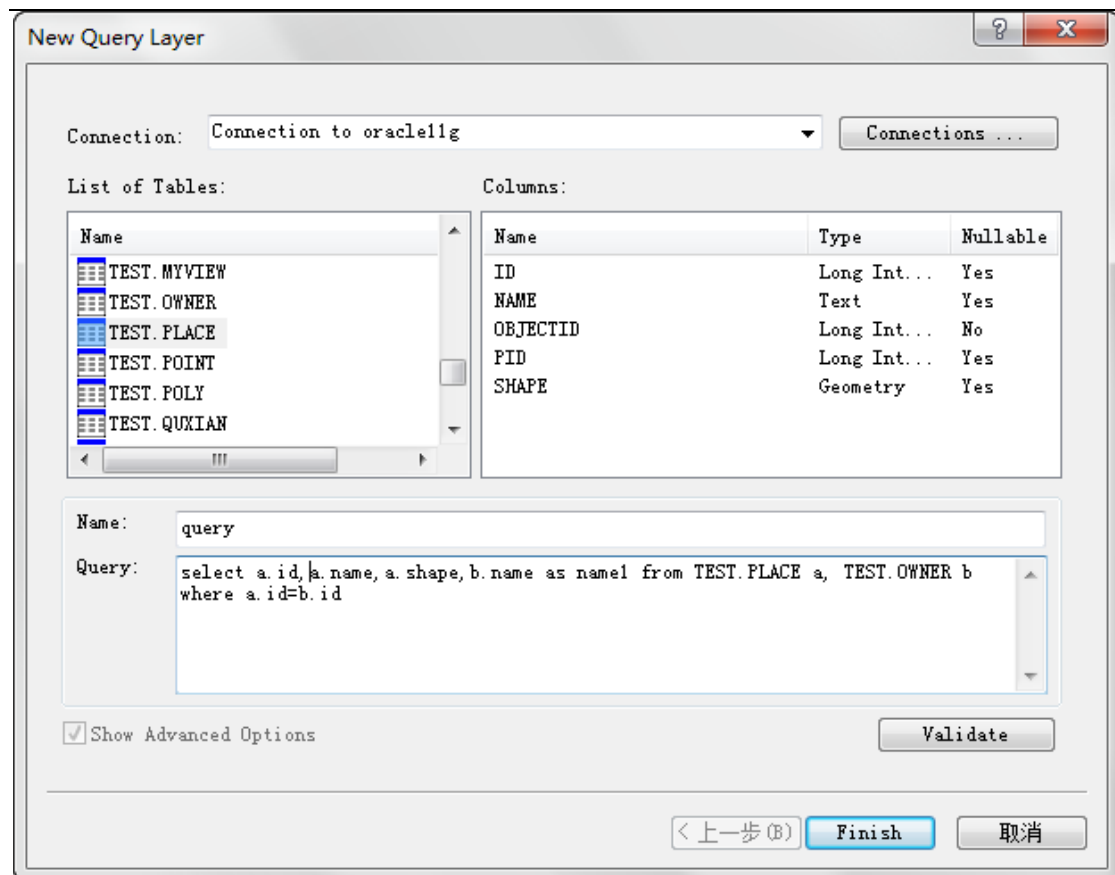 New Query Layer
Connection: Connection to oracle11g Connections ...
List of Tables: Columns:
Name Name Type Nullable
TEST.MYVIEW ID Long Int... Yes
TEST.OWNER NAME Text Yes
TEST.PLACE OBJECTID Long Int... No
TEST.POINT PID Long Int... Yes
TEST.POLY SHAPE Geometry Yes
TEST.QUXIAN
Name: query
Query: select a.id,a.name,a.shape,b.name as name1 from TEST.PLACE a, TEST.OWNER b
where a.id=b.id
Show Advanced Options Validate
< 上一步(B) Finish 取消